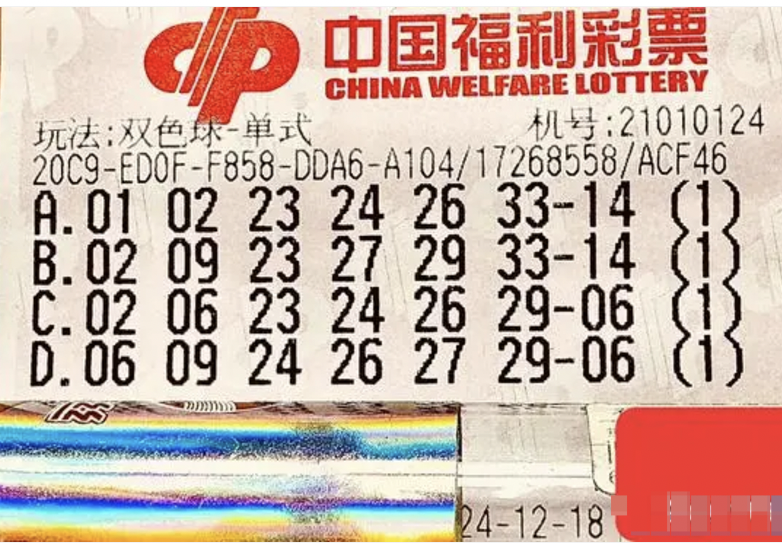 中国福利彩票
CHINA WELFARE LOTTERY
玩法:双色球-单式 机号:21010124
20C9-ED0F-F858-DDA6-A104/17268558/ACF46
A.01 02 23 24 26 33-14 (1)
B.02 09 23 27 29 33-14 (1)
C.02 06 23 24 26 29-06 (1)
D.06 09 24 26 27 29-06 (1)
24-12-18